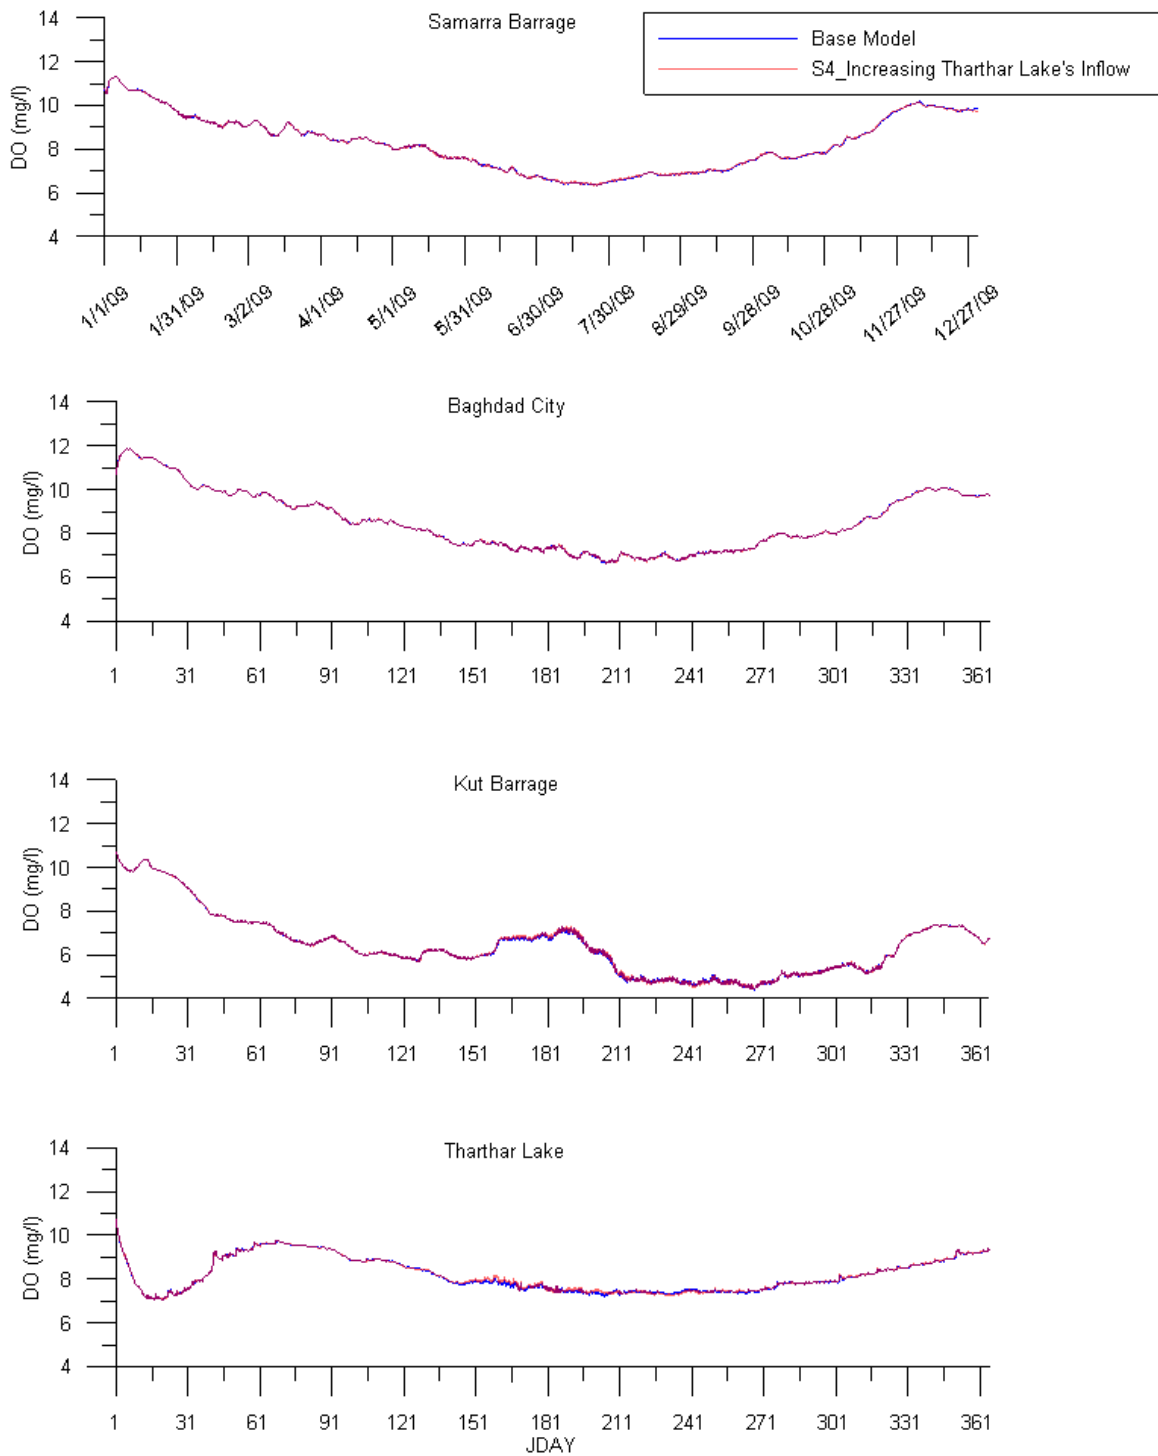 Samarra Barrage
Base Model
S4_Increasing Tharthar Lake's Inflow
DO (mg/l)
14
12
10
8
6
4
1/1/09 1/31/09 3/2/09 4/1/09 5/1/09 5/31/09 6/30/09 7/30/09 8/29/09 9/28/09 10/28/09 11/27/09 12/27/09
Baghdad City
DO (mg/l)
14
12
10
8
6
4
1 31 61 91 121 151 181 211 241 271 301 331 361
Kut Barrage
DO (mg/l)
14
12
10
8
6
4
1 31 61 91 121 151 181 211 241 271 301 331 361
Tharthar Lake
DO (mg/l)
14
12
10
8
6
4
1 31 61 91 121 151 181 211 241 271 301 331 361
JDAY